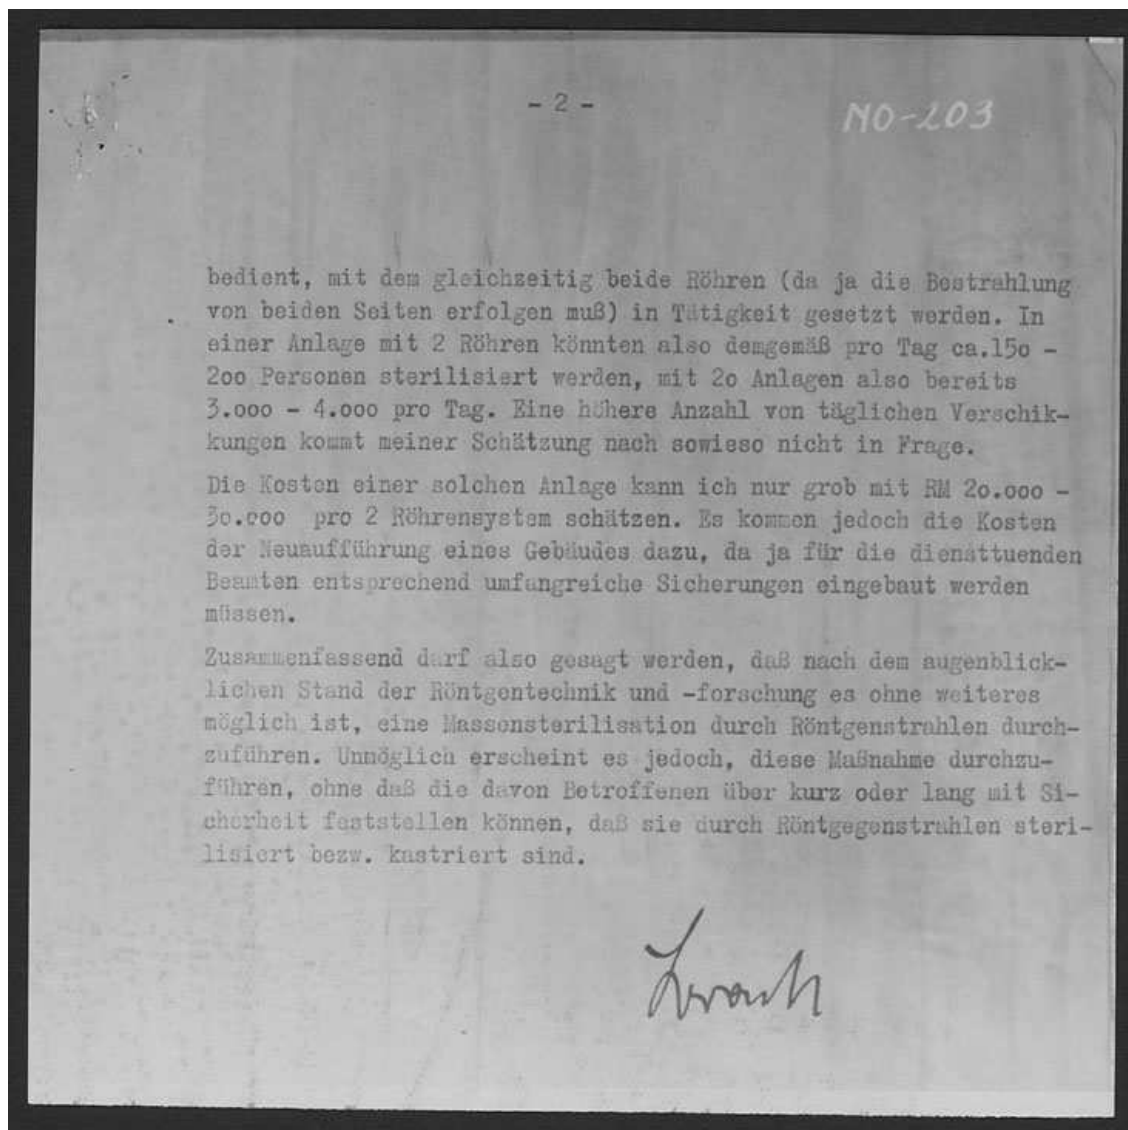 - 2 -
NO-203
bedient, mit dem gleichzeitig beide Röhren (da ja die Bestrahlung
von beiden Seiten erfolgen muß) in Tätigkeit gesetzt werden. In
einer Anlage mit 2 Röhren könnten also demgemäß pro Tag ca.15o -
2oo Personen sterilisiert werden, mit 2o Anlagen also bereits
3.ooo - 4.ooo pro Tag. Eine höhere Anzahl von täglichen Verschik-
kungen kommt meiner Schätzung nach sowieso nicht in Frage.
Die Kosten einer solchen Anlage kann ich nur grob mit RM 2o.ooo -
3o.ooo pro 2 Röhrensystem schätzen. Es kommen jedoch die Kosten
der Neuaufführung eines Gebäudes dazu, da ja für die diensttuenden
Beamten entsprechend umfangreiche Sicherungen eingebaut werden
müssen.
Zusammenfassend darf also gesagt werden, daß nach dem augenblick-
lichen Stand der Röntgentechnik und -forschung es ohne weiteres
möglich ist, eine Massensterilisation durch Röntgenstrahlen durch-
zuführen. Unmöglich erscheint es jedoch, diese Maßnahme durchzu-
führen, ohne daß die davon Betroffenen über kurz oder lang mit Si-
cherheit feststellen können, daß sie durch Röntgegenstrahlen steri-
lisiert bezw. kastriert sind.